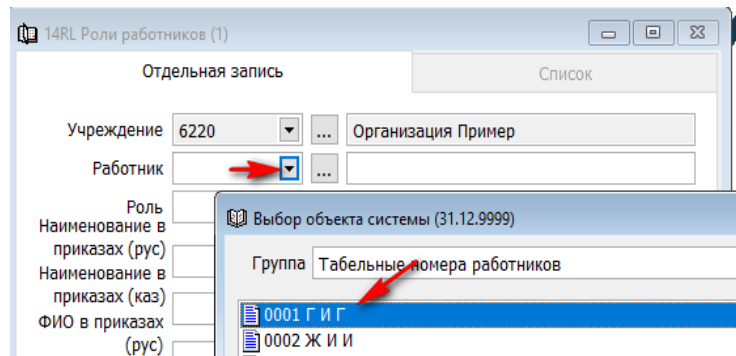 14RL Роли работников (1)
Отдельная запись
Список
Учреждение 6220 ... Организация Пример
Работник ...
Роль
Наименование в
приказах (рус)
Наименование в
приказах (каз)
ФИО в приказах
(рус)
Выбор объекта системы (31.12.9999)
Группа Табельные номера работников
0001 Г И Г
0002 Ж И И